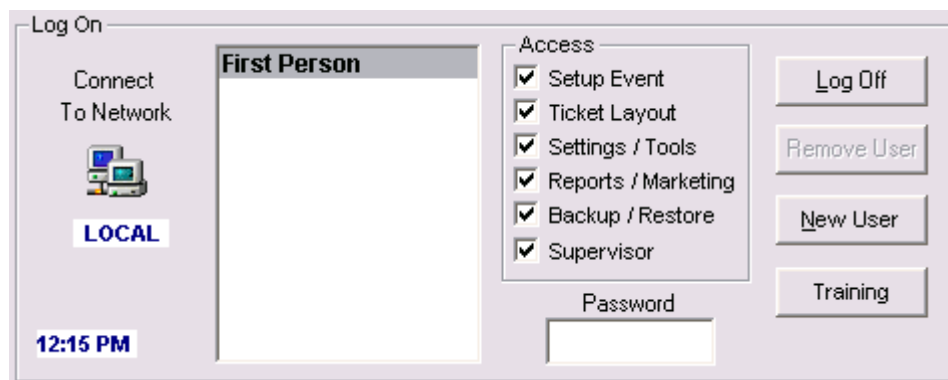 Log On
Connect
To Network
LOCAL
12:15 PM
First Person
Access
Setup Event
Ticket Layout
Settings / Tools
Reports / Marketing
Backup / Restore
Supervisor
Password
Log Off
Remove User
New User
Training